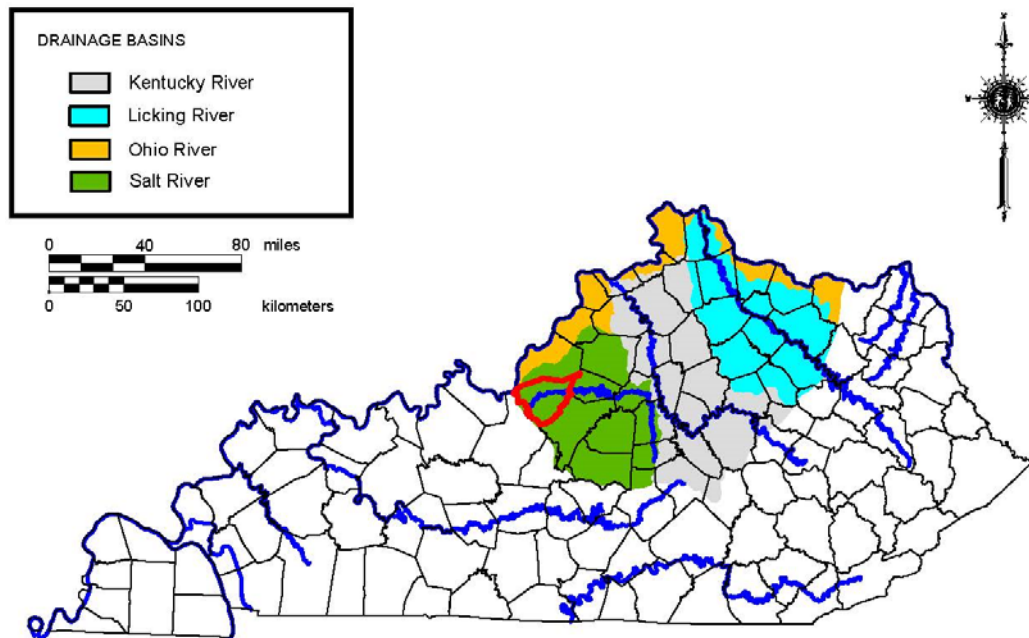 DRAINAGE BASINS
Kentucky River
Licking River
Ohio River
Salt River
0 40 80 miles
0 50 100
kilometers